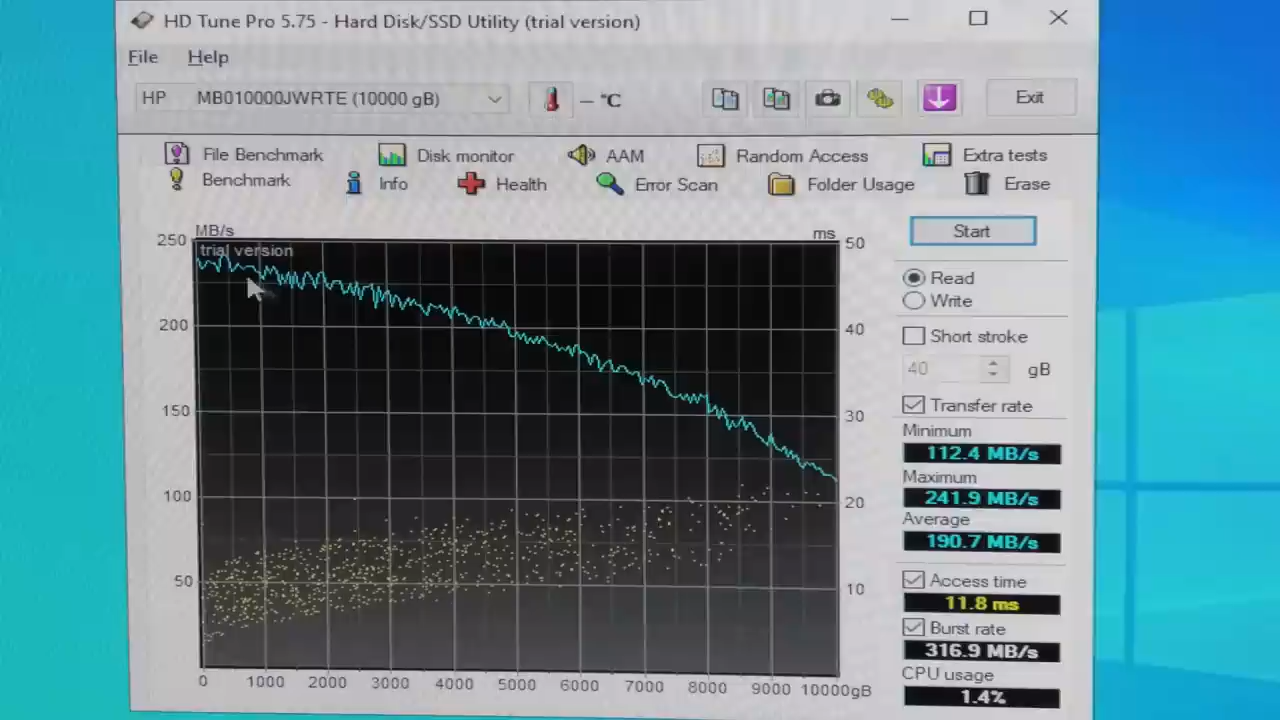 HD Tune Pro 5.75 - Hard Disk/SSD Utility (trial version)
File Help
HP MB010000JWRTE (10000 gB) – °C Exit
File Benchmark Disk monitor AAM Random Access Extra tests
Benchmark Info Health Error Scan Folder Usage Erase
MB/s ms
trial version
250
200
150
100
50
50
40
30
20
10
0 1000 2000 3000 4000 5000 6000 7000 8000 9000 10000gB
Start
Read
Write
Short stroke
40 gB
Transfer rate
Minimum
112.4 MB/s
Maximum
241.9 MB/s
Average
190.7 MB/s
Access time
11.8 ms
Burst rate
316.9 MB/s
CPU usage
1.4%